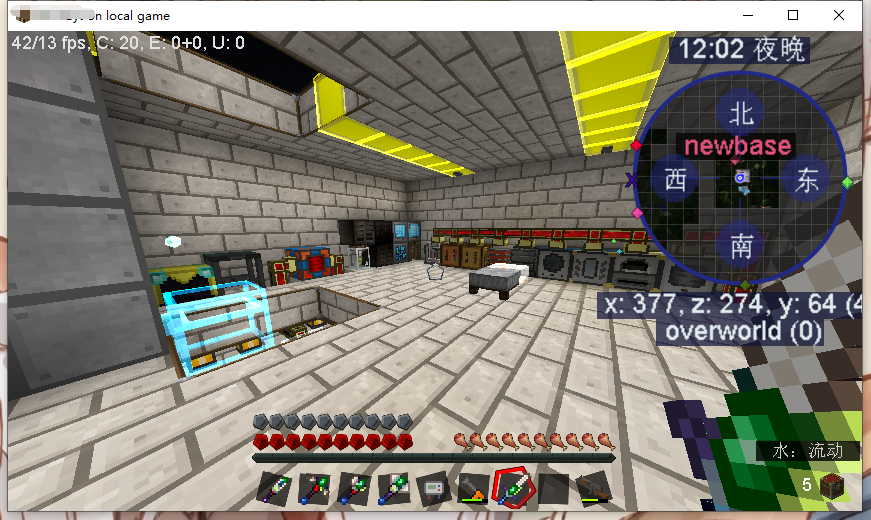 on local game
42/13 fps, C: 20, E: 0+0, U: 0
12:02 夜晚
北
newbase
西
东
南
x: 377, z: 274, y: 64 (4
overworld (0)
水: 流动
5